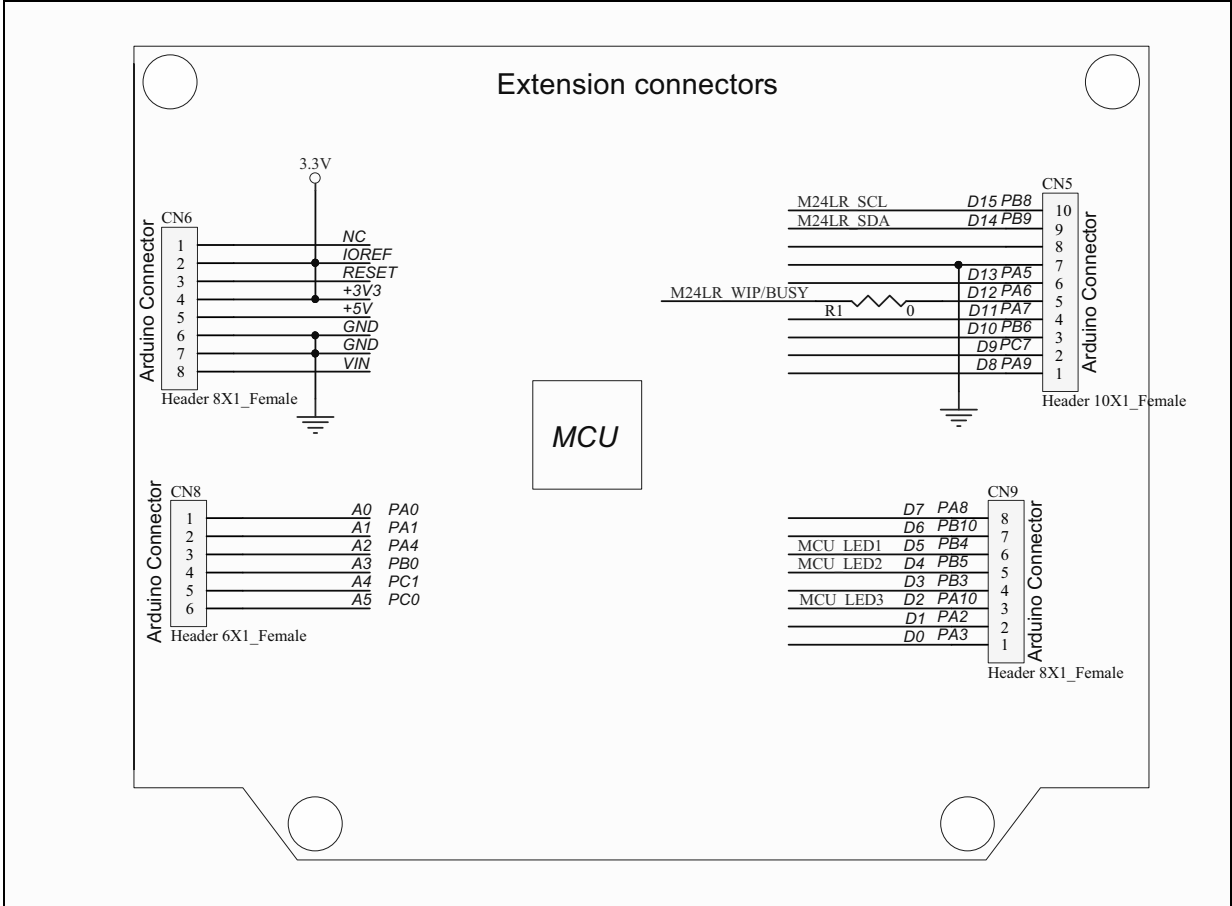 Extension connectors
3.3V
CN6
Arduino Connector
1 NC
2 IOREF
3 RESET
4 +3V3
5 +5V
6 GND
7 GND
8 VIN
Header 8X1_Female
CN5
M24LR_SCL D15 PB8 10
M24LR_SDA D14 PB9 9
8
7
D13 PA5 6
M24LR_WIP/BUSY R1 0 D12 PA6 5
D11 PA7 4
D10 PB6 3
D9 PC7 2
D8 PA9 1
Arduino Connector
Header 10X1_Female
MCU
CN8
Arduino Connector
1 A0 PA0
2 A1 PA1
3 A2 PA4
4 A3 PB0
5 A4 PC1
6 A5 PC0
Header 6X1_Female
CN9
D7 PA8 8
D6 PB10 7
MCU_LED1 D5 PB4 6
MCU_LED2 D4 PB5 5
D3 PB3 4
MCU_LED3 D2 PA10 3
D1 PA2 2
D0 PA3 1
Arduino Connector
Header 8X1_Female